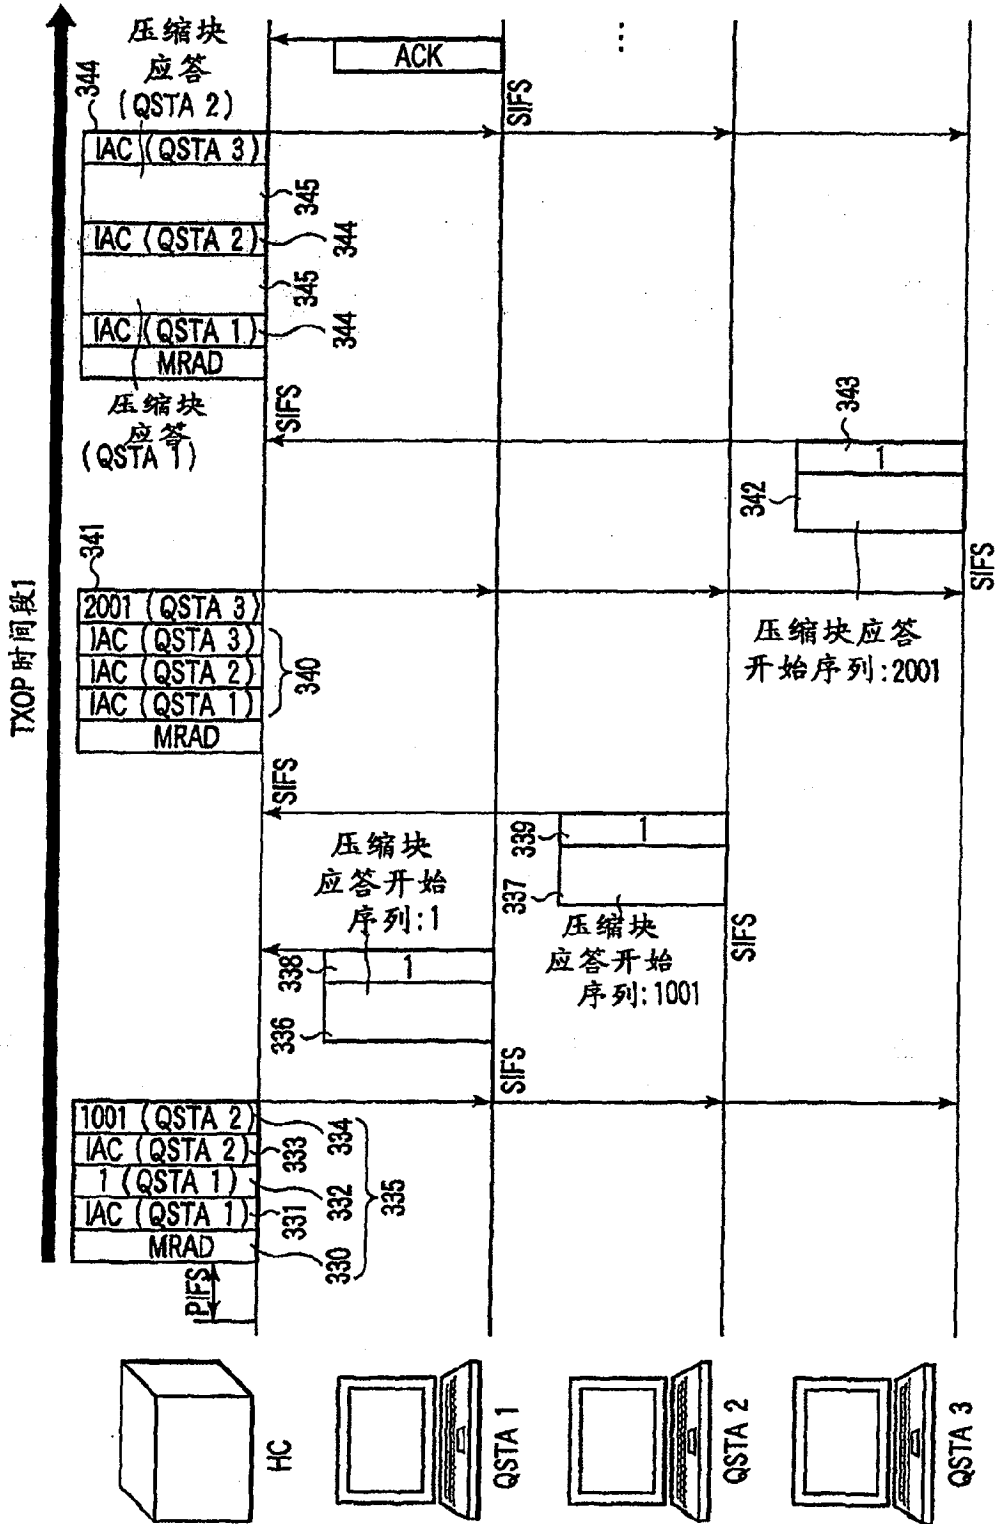 TXOP 时间段1
HC
QSTA 1
QSTA 2
QSTA 3
PIFS
MRAD
IAC (QSTA 1)
1 (QSTA 1)
IAC (QSTA 2)
1001 (QSTA 2)
330
331
332
333
334
335
SIFS
336
338
1
压缩块
应答开始
序列:1
SIFS
337
339
1
压缩块
应答开始
序列:1001
SIFS
MRAD
IAC (QSTA 1)
IAC (QSTA 2)
IAC (QSTA 3)
2001 (QSTA 3)
340
341
SIFS
342
343
1
压缩块应答
开始序列:2001
SIFS
MRAD
IAC (QSTA 1)
IAC (QSTA 2)
IAC (QSTA 3)
344
345
344
345
344
压缩块
应答
(QSTA 1)
压缩块
应答
(QSTA 2)
SIFS
ACK
...